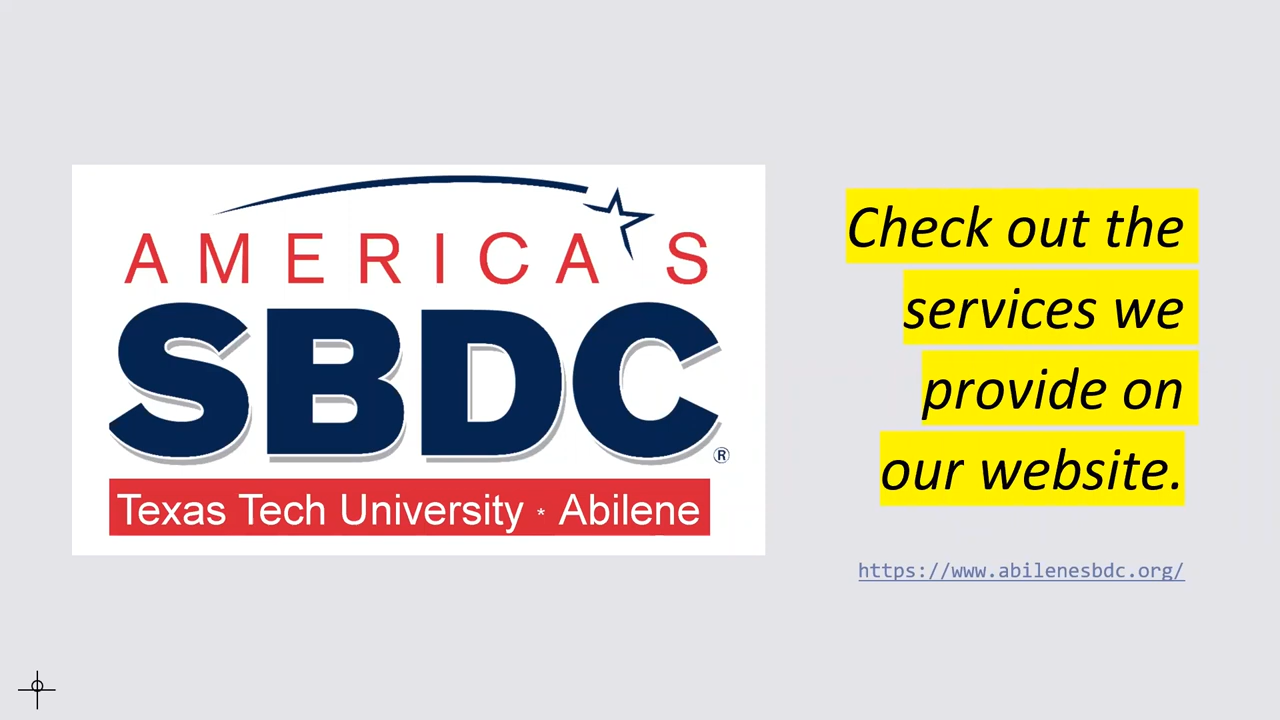 AMERICA'S
SBDC®
Texas Tech University * Abilene
Check out the
services we
provide on
our website.
https://www.abilenesbdc.org/